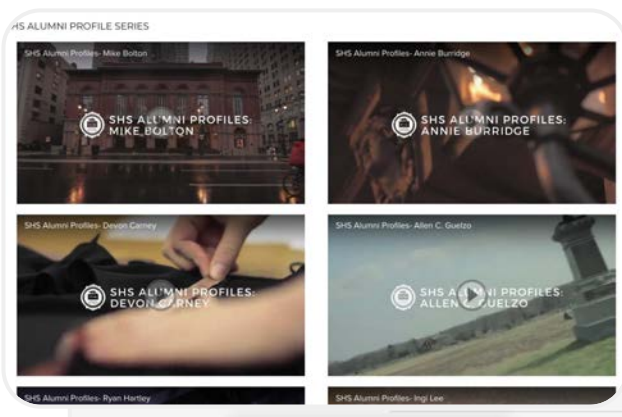 HS ALUMNI PROFILE SERIES
SHS Alumni Profiles- Mike Bolton
SHS ALUMNI PROFILES:
MIKE BOLTON
SHS Alumni Profiles- Annie Burridge
SHS ALUMNI PROFILES:
ANNIE BURRIDGE
SHS Alumni Profiles- Devon Carney
SHS ALUMNI PROFILES:
DEVON CARNEY
SHS Alumni Profiles- Allen C. Guelzo
SHS ALUMNI PROFILES:
ALLEN C. GUELZO
SHS Alumni Profiles- Ryan Hartley
SHS Alumni Profiles- Ingi Lee